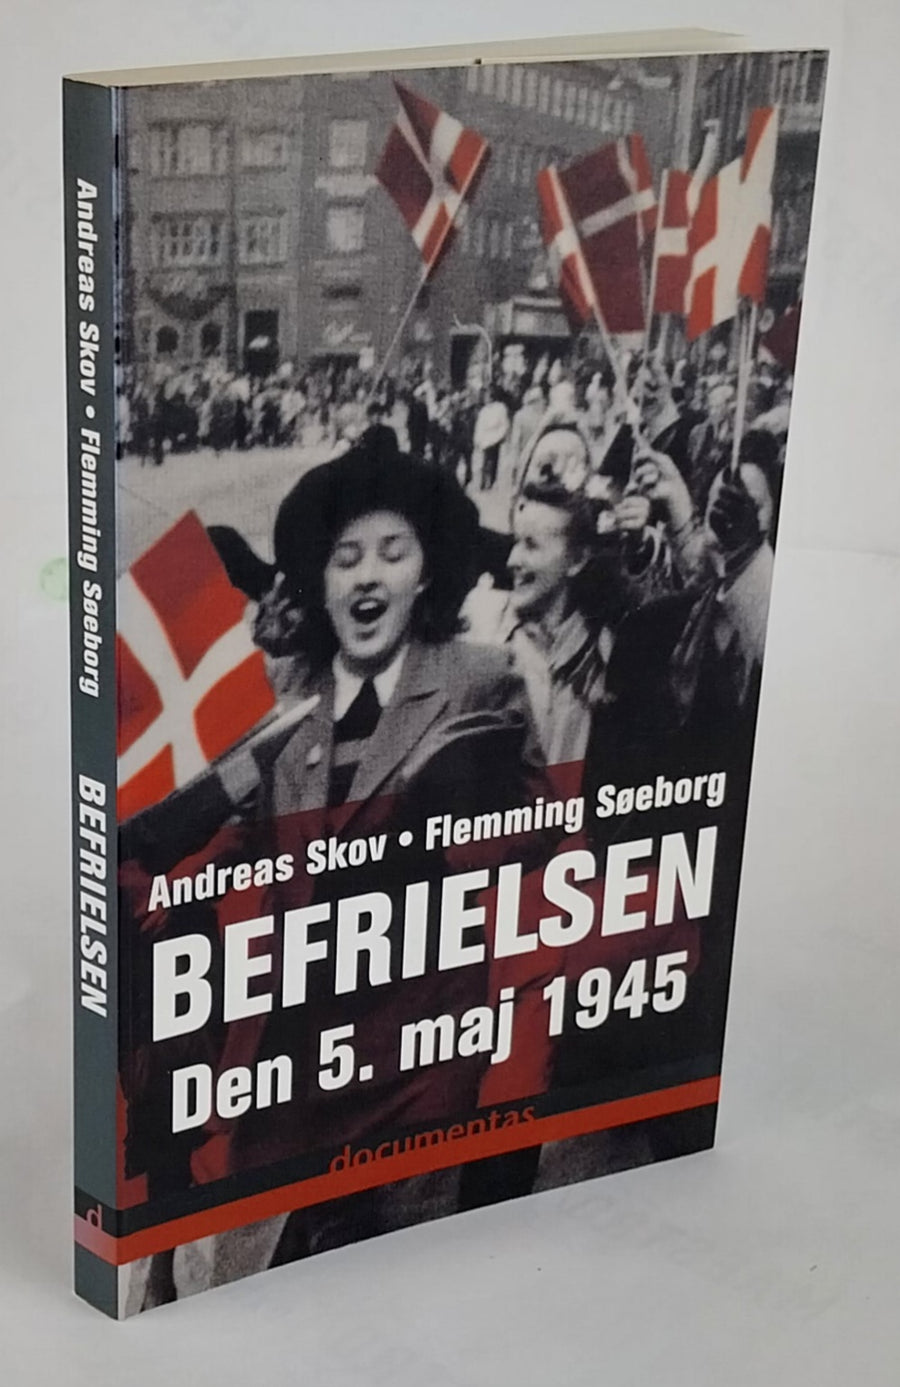 Andreas Skov • Flemming Søeborg BEFRIELSEN
d
Andreas Skov • Flemming Søeborg
BEFRIELSEN
Den 5. maj 1945
documentas